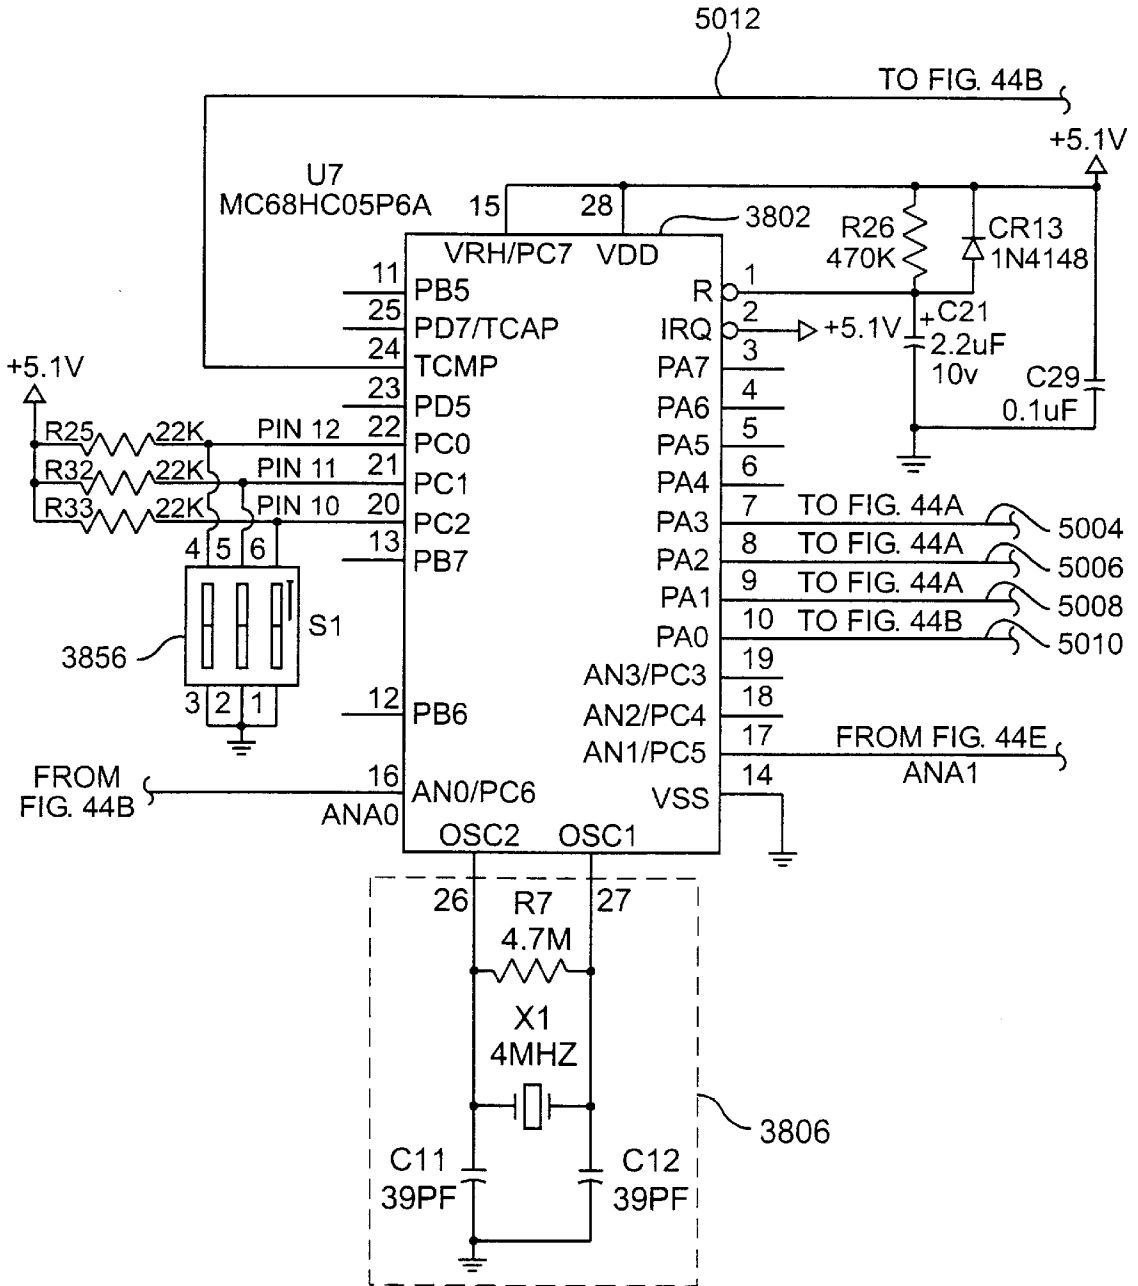 5012
TO FIG. 44B
+5.1V
U7
MC68HC05P6A
15
28
3802
R26
470K
CR13
1N4148
VRH/PC7
VDD
11
PB5
R
1
25
PD7/TCAP
IRQ
2
+5.1V
+C21
2.2uF
10v
24
TCMP
PA7
3
C29
0.1uF
+5.1V
23
PD5
PA6
4
R25
22K
PIN 12
22
PC0
PA5
5
R32
22K
PIN 11
21
PC1
PA4
6
R33
22K
PIN 10
20
PC2
PA3
7
TO FIG. 44A
5004
4
5
6
13
PB7
PA2
8
TO FIG. 44A
5006
PA1
9
TO FIG. 44A
5008
S1
3856
PA0
10
TO FIG. 44B
5010
3
2
1
AN3/PC3
19
12
PB6
AN2/PC4
18
AN1/PC5
17
FROM FIG. 44E
ANA1
FROM
FIG. 44B
16
ANA0
AN0/PC6
VSS
14
OSC2
OSC1
26
27
R7
4.7M
X1
4MHZ
3806
C11
39PF
C12
39PF